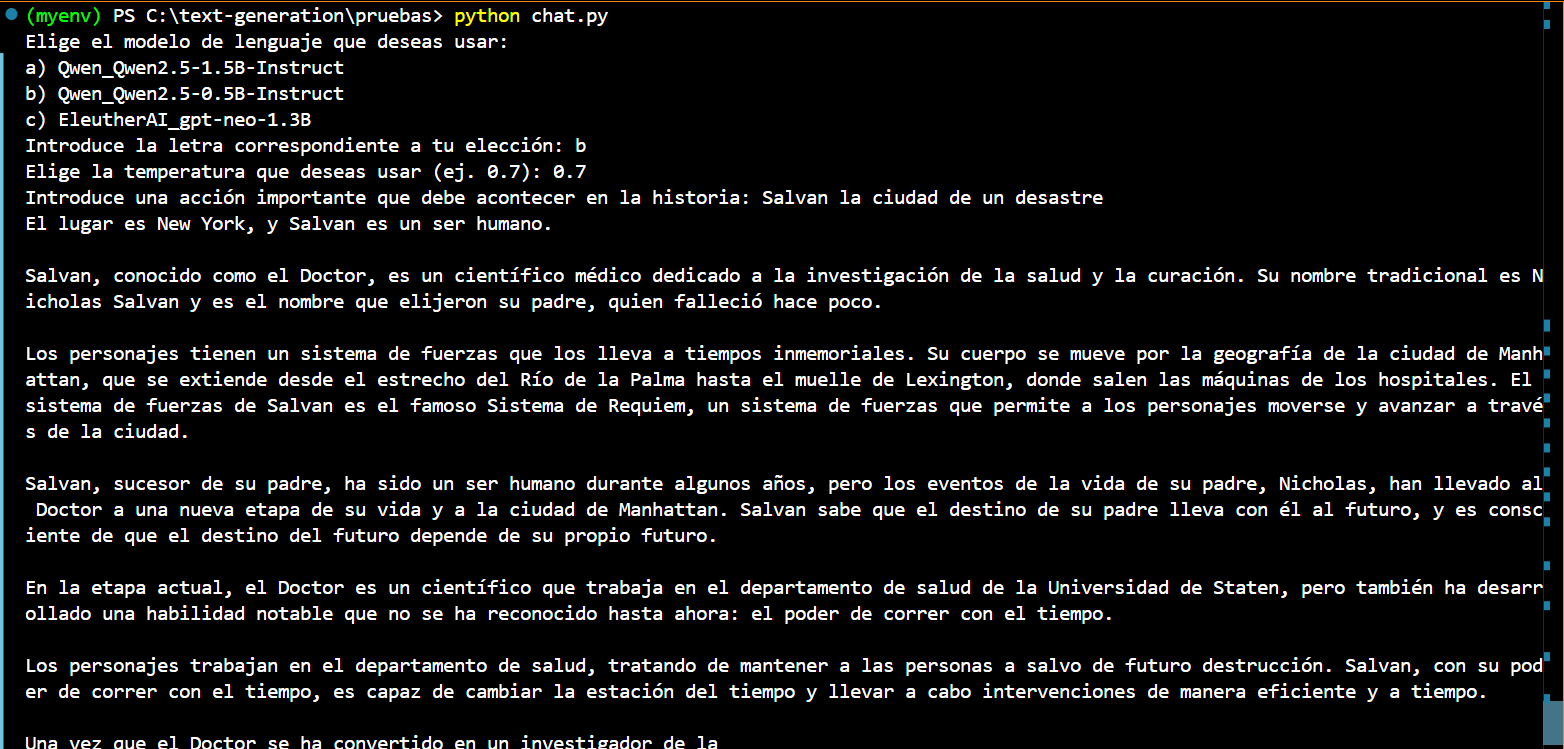 (myenv) PS C:\text-generation\pruebas> python chat.py
Elige el modelo de lenguaje que deseas usar:
a) Qwen_Qwen2.5-1.5B-Instruct
b) Qwen_Qwen2.5-0.5B-Instruct
c) EleutherAI_gpt-neo-1.3B
Introduce la letra correspondiente a tu elección: b
Elige la temperatura que deseas usar (ej. 0.7): 0.7
Introduce una acción importante que debe acontecer en la historia: Salvan la ciudad de un desastre
El lugar es New York, y Salvan es un ser humano.
Salvan, conocido como el Doctor, es un científico médico dedicado a la investigación de la salud y la curación. Su nombre tradicional es N
icholas Salvan y es el nombre que elijeron su padre, quien falleció hace poco.
Los personajes tienen un sistema de fuerzas que los lleva a tiempos inmemoriales. Su cuerpo se mueve por la geografía de la ciudad de Manh
attan, que se extiende desde el estrecho del Río de la Palma hasta el muelle de Lexington, donde salen las máquinas de los hospitales. El
sistema de fuerzas de Salvan es el famoso Sistema de Requiem, un sistema de fuerzas que permite a los personajes moverse y avanzar a travé
s de la ciudad.
Salvan, sucesor de su padre, ha sido un ser humano durante algunos años, pero los eventos de la vida de su padre, Nicholas, han llevado al
Doctor a una nueva etapa de su vida y a la ciudad de Manhattan. Salvan sabe que el destino de su padre lleva con él al futuro, y es consc
iente de que el destino del futuro depende de su propio futuro.
En la etapa actual, el Doctor es un científico que trabaja en el departamento de salud de la Universidad de Staten, pero también ha desarr
ollado una habilidad notable que no se ha reconocido hasta ahora: el poder de correr con el tiempo.
Los personajes trabajan en el departamento de salud, tratando de mantener a las personas a salvo de futuro destrucción. Salvan, con su pod
er de correr con el tiempo, es capaz de cambiar la estación del tiempo y llevar a cabo intervenciones de manera eficiente y a tiempo.
Una vez que el Doctor se ha convertido en un investigador de la